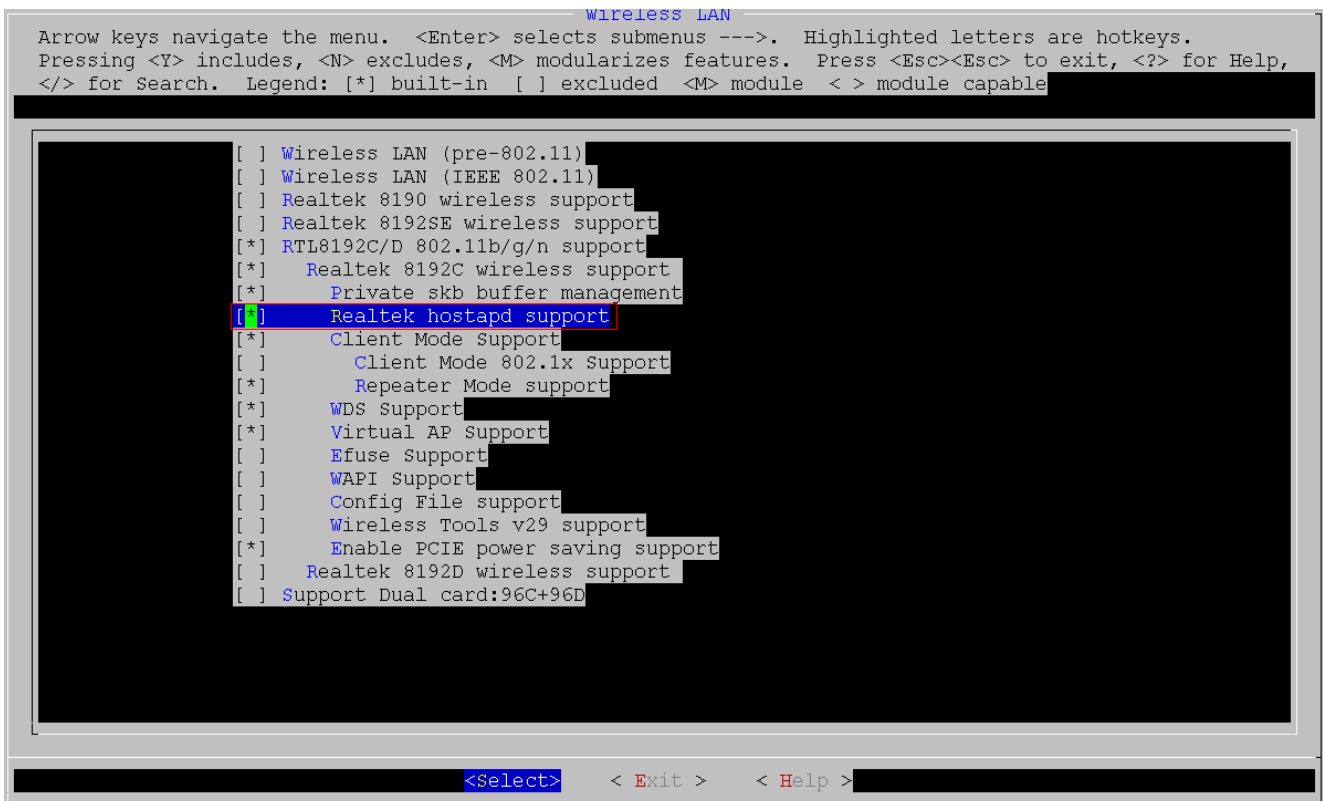 Wireless LAN
Arrow keys navigate the menu.  <Enter> selects submenus --->.  Highlighted letters are hotkeys.
Pressing <Y> includes, <N> excludes, <M> modularizes features.  Press <Esc><Esc> to exit, <?> for Help,
</> for Search.  Legend: [*] built-in  [ ] excluded  <M> module  < > module capable
[ ] Wireless LAN (pre-802.11)
[ ] Wireless LAN (IEEE 802.11)
[ ] Realtek 8190 wireless support
[ ] Realtek 8192SE wireless support
[*] RTL8192C/D 802.11b/g/n support
[*]   Realtek 8192C wireless support
[*]     Private skb buffer management
[*]     Realtek hostapd support
[*]     Client Mode Support
[ ]       Client Mode 802.1x Support
[*]       Repeater Mode support
[*]     WDS Support
[*]     Virtual AP Support
[ ]     Efuse Support
[ ]     WAPI Support
[ ]     Config File support
[ ]     Wireless Tools v29 support
[*]     Enable PCIE power saving support
[ ]   Realtek 8192D wireless support
[ ] Support Dual card:96C+96D
<Select>    < Exit >    < Help >